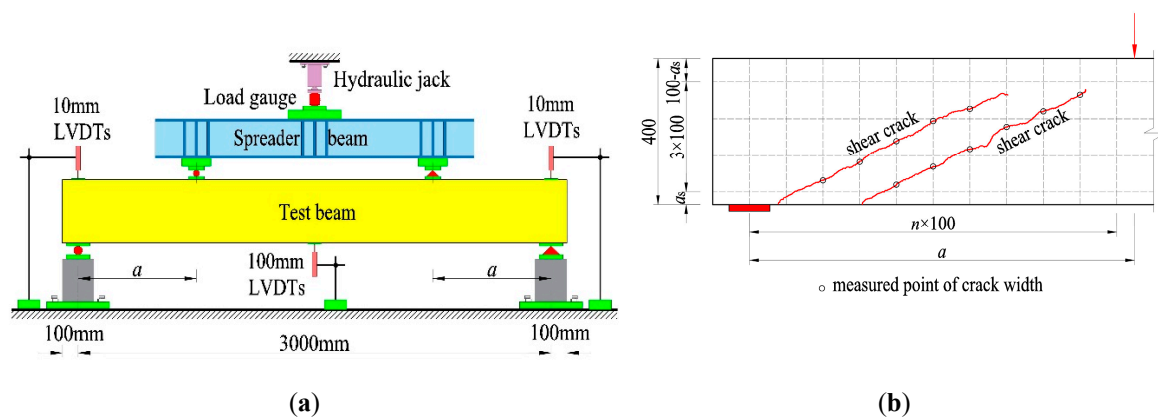 Hydraulic jack
Load gauge
10mm
LVDTs
10mm
LVDTs
Spreader beam
Test beam
a
100mm
LVDTs
a
100mm
3000mm
100mm
(a)
400
100-as
3×100
as
shear crack
shear crack
n×100
a
measured point of crack width
(b)